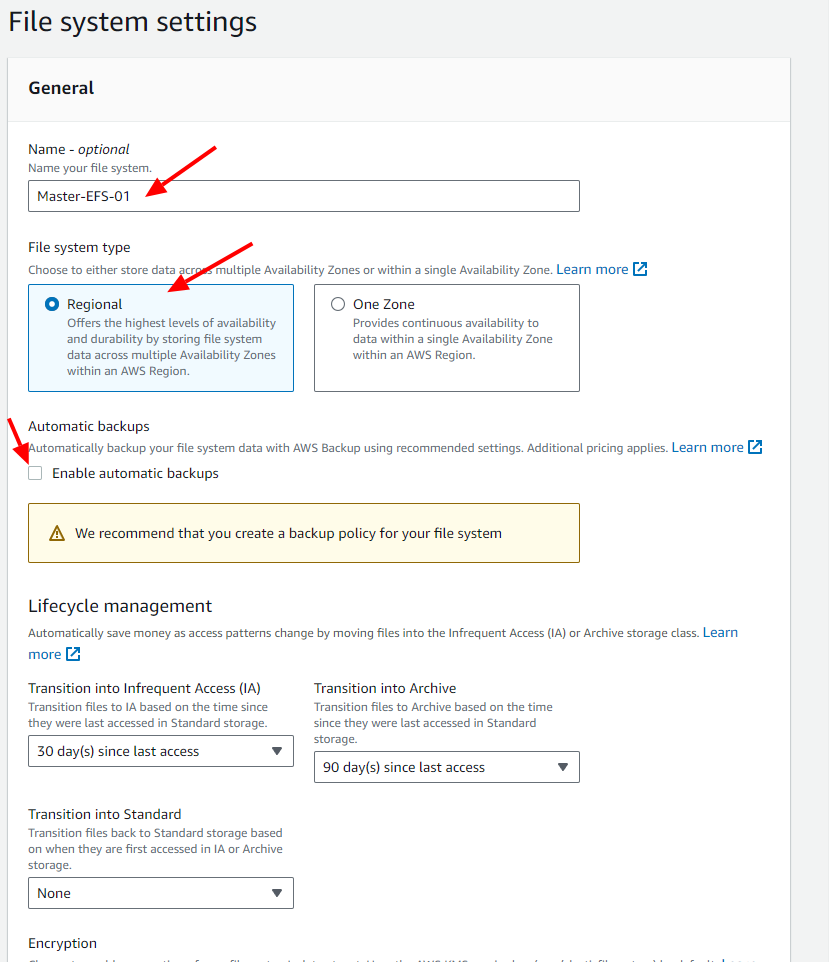 File system settings
General
Name - optional
Name your file system.
Master-EFS-01
File system type
Choose to either store data across multiple Availability Zones or within a single Availability Zone. Learn more
Regional
Offers the highest levels of availability
and durability by storing file system
data across multiple Availability Zones
within an AWS Region.
One Zone
Provides continuous availability to
data within a single Availability Zone
within an AWS Region.
Automatic backups
Automatically backup your file system data with AWS Backup using recommended settings. Additional pricing applies. Learn more
Enable automatic backups
We recommend that you create a backup policy for your file system
Lifecycle management
Automatically save money as access patterns change by moving files into the Infrequent Access (IA) or Archive storage class. Learn
more
Transition into Infrequent Access (IA)
Transition files to IA based on the time since
they were last accessed in Standard storage.
30 day(s) since last access
Transition into Archive
Transition files to Archive based on the time
since they were last accessed in Standard
storage.
90 day(s) since last access
Transition into Standard
Transition files back to Standard storage based
on when they are first accessed in IA or Archive
storage.
None
Encryption